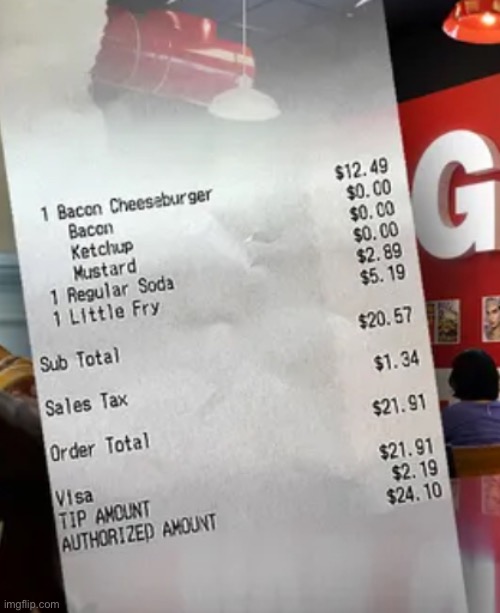 1 Bacon Cheeseburger $12.49
Bacon $0.00
Ketchup $0.00
Mustard $0.00
1 Regular Soda $2.89
1 Little Fry $5.19
Sub Total $20.57
Sales Tax $1.34
Order Total $21.91
Visa $21.91
TIP AMOUNT $2.19
AUTHORIZED AMOUNT $24.10
G
imgflip.com